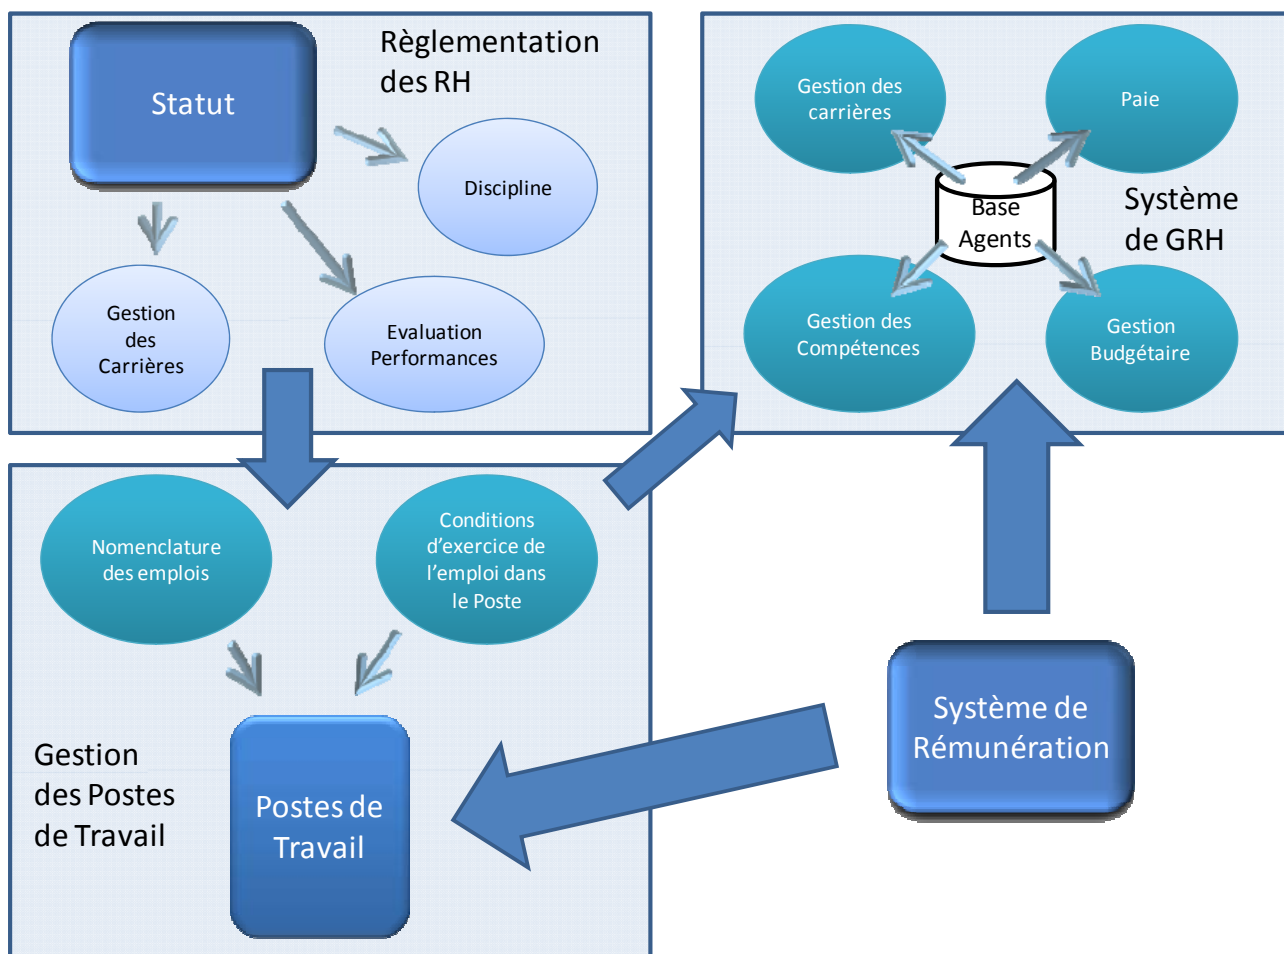 Statut
Règlementation
des RH
Discipline
Gestion
des
Carrières
Evaluation
Performances
Gestion des
carrières
Paie
Base
Agents
Système
de GRH
Gestion des
Compétences
Gestion
Budgétaire
Nomenclature
des emplois
Conditions
d’exercice de
l’emploi dans
le Poste
Gestion
des Postes
de Travail
Postes de
Travail
Système de
Rémunération